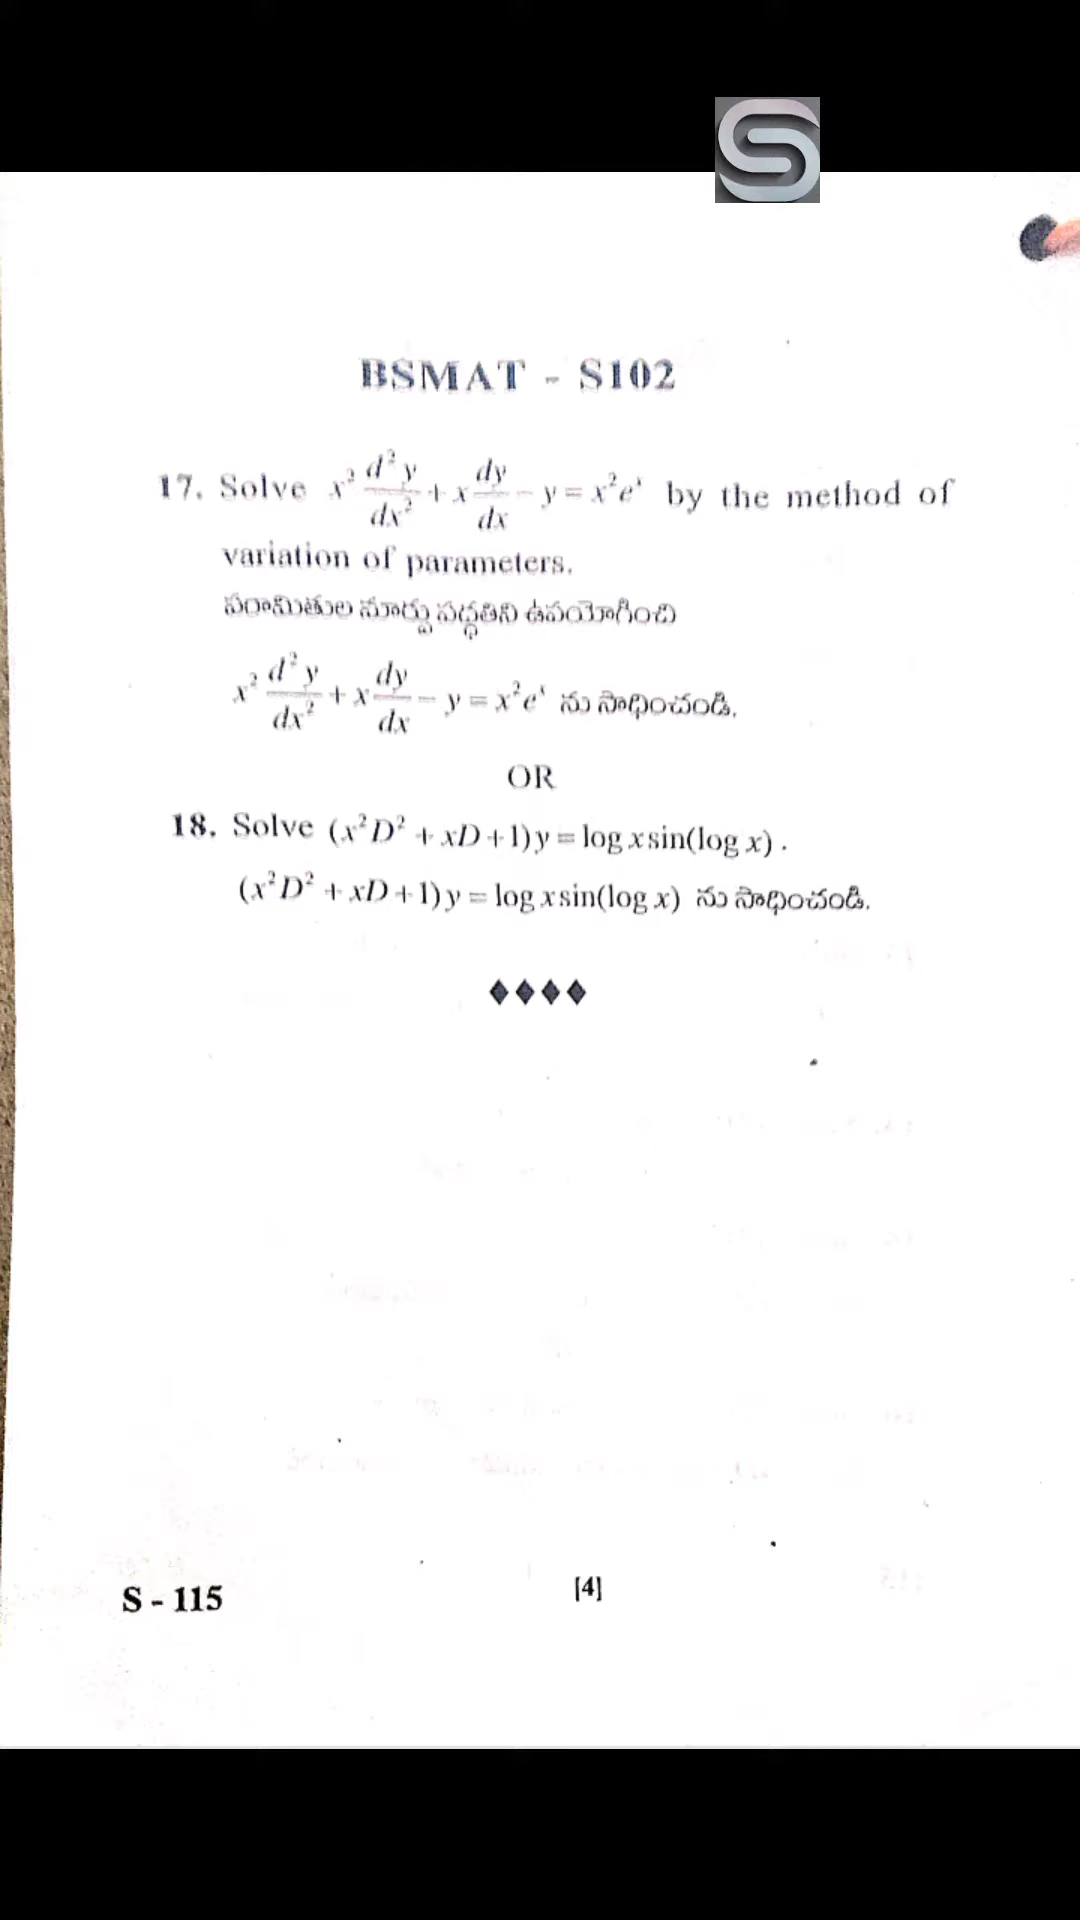 BSMAT - S102
17. Solve x² d²y/dx² + x dy/dx - y = x²eˣ by the method of
variation of parameters.
పరామితుల మార్పు పద్ధతిని ఉపయోగించి
x² d²y/dx² + x dy/dx - y = x²eˣ ను సాధించండి.
OR
18. Solve (x²D² + xD + 1)y = log x sin(log x).
(x²D² + xD + 1)y = log x sin(log x) ను సాధించండి.
♦♦♦♦
S - 115 [4]